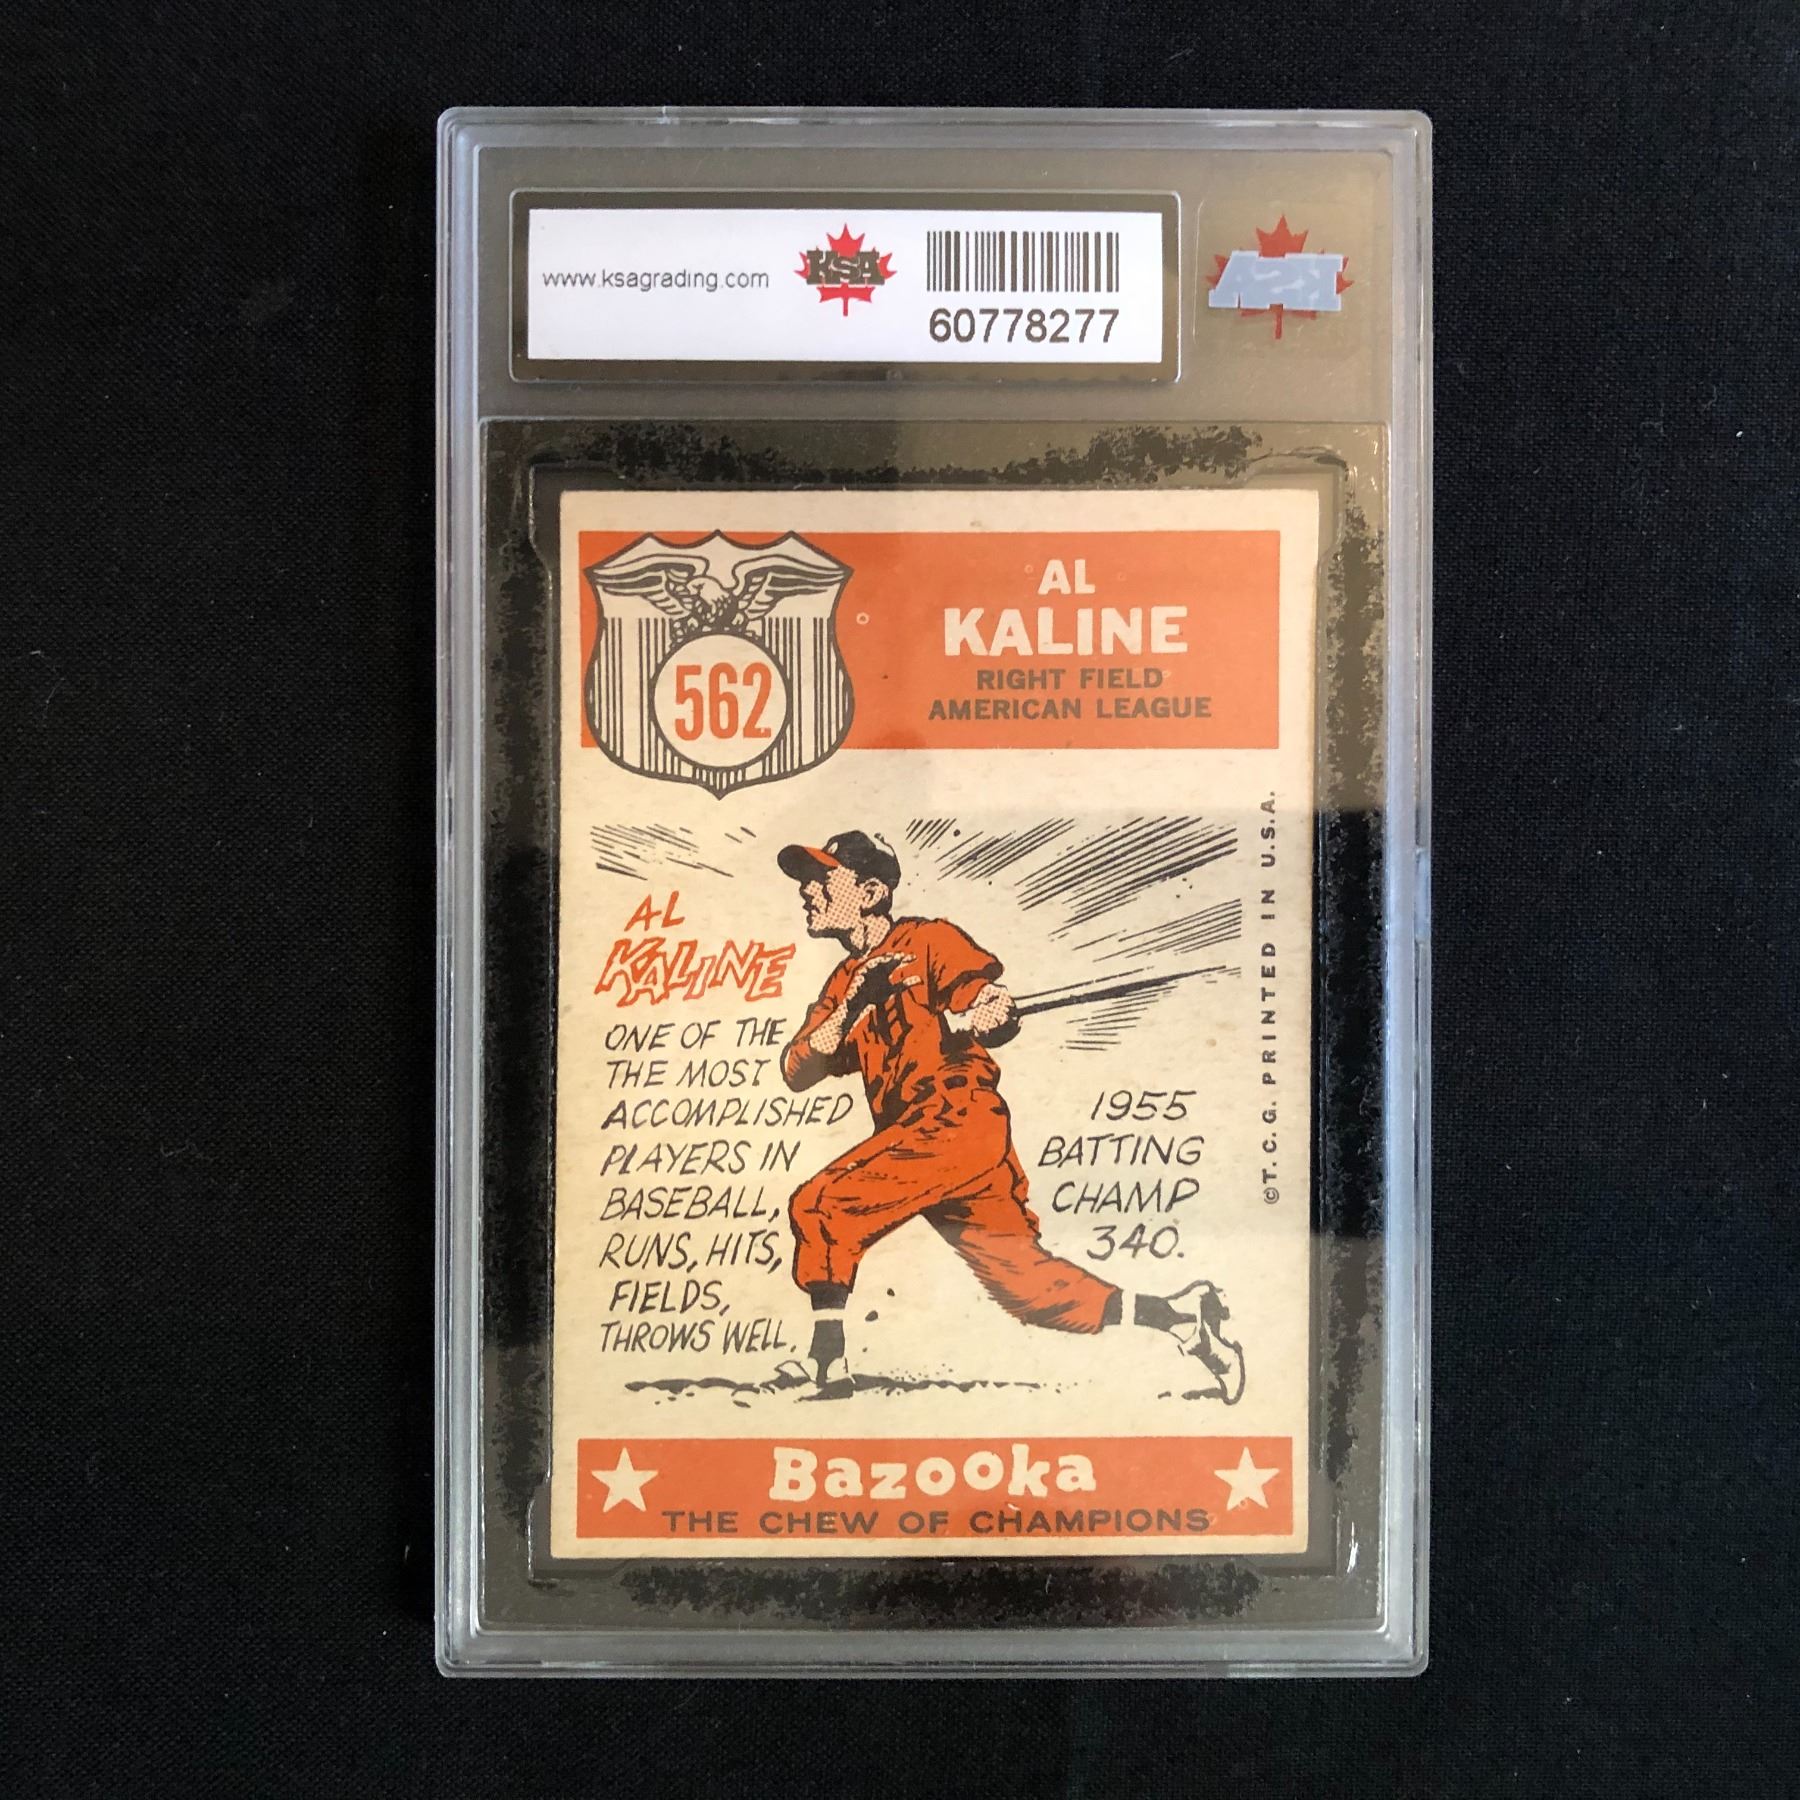 www.ksagrading.com
KSA
60778277
KSA
562
AL
KALINE
RIGHT FIELD
AMERICAN LEAGUE
AL
KALINE
ONE OF THE
THE MOST
ACCOMPLISHED
PLAYERS IN
BASEBALL,
RUNS, HITS,
FIELDS,
THROWS WELL.
1955
BATTING
CHAMP
340.
©T. C. G. PRINTED IN U.S.A.
Bazooka
THE CHEW OF CHAMPIONS